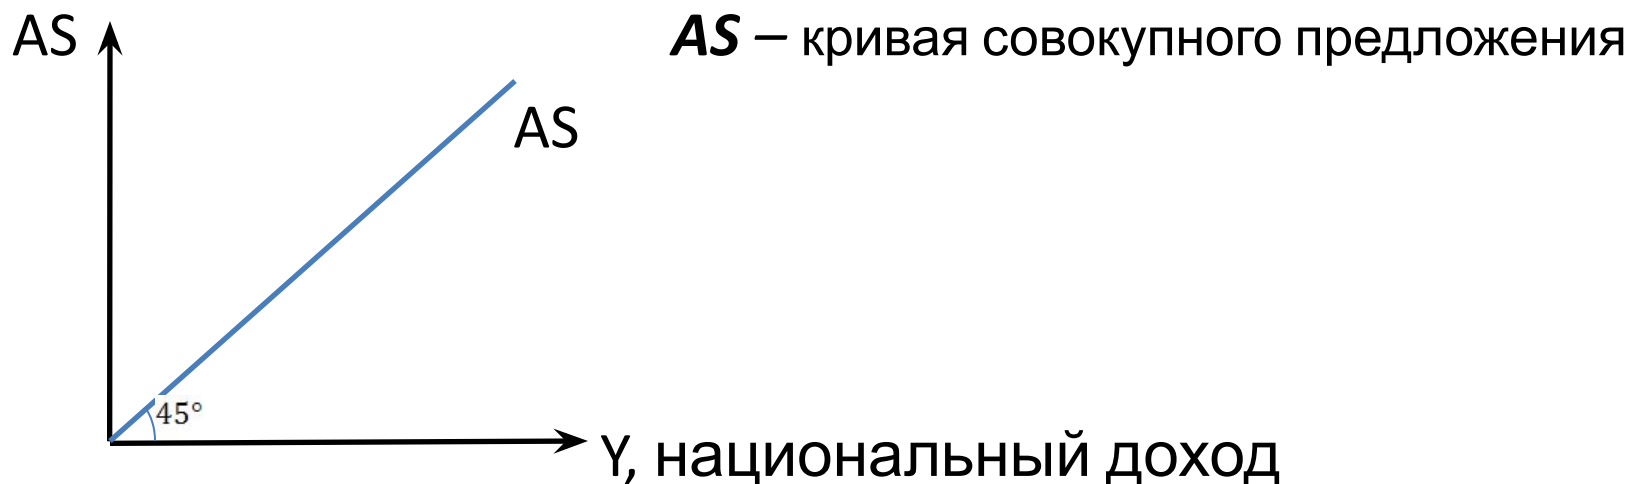 AS
AS – кривая совокупного предложения
AS
45°
Y, национальный доход